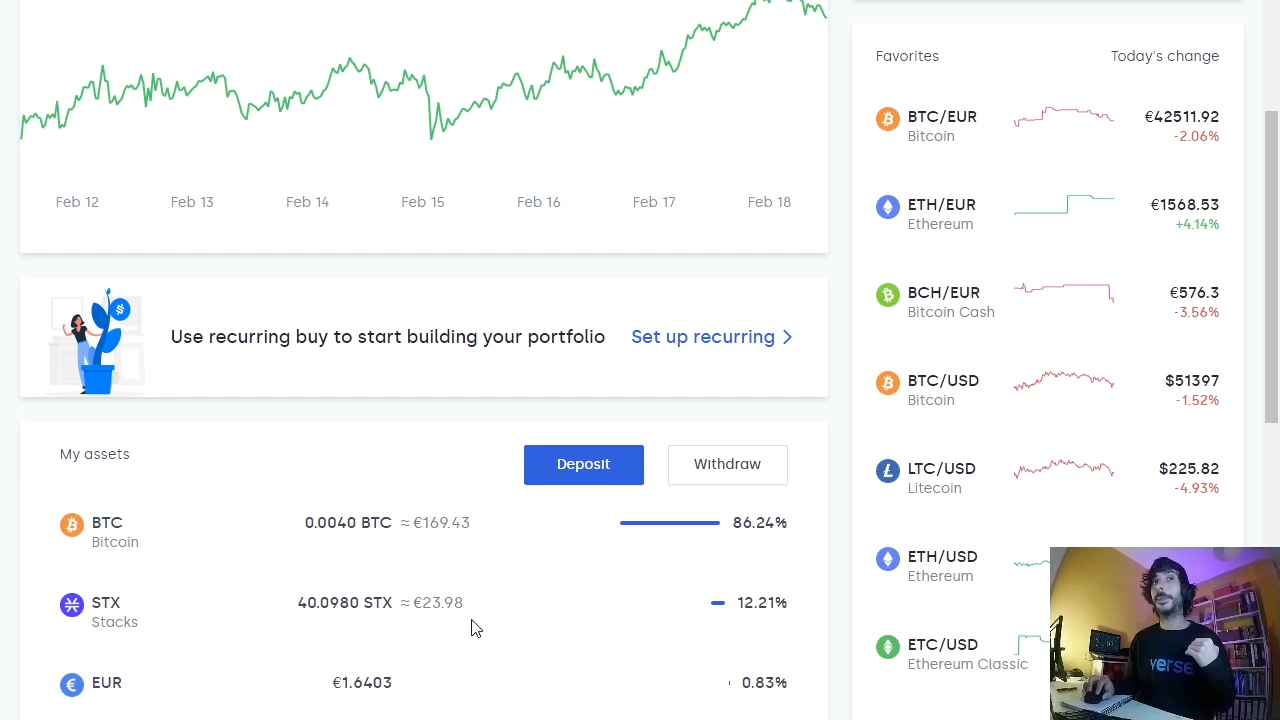 Feb 12 Feb 13 Feb 14 Feb 15 Feb 16 Feb 17 Feb 18
Use recurring buy to start building your portfolio Set up recurring
My assets Deposit Withdraw
BTC 0.0040 BTC ≈ €169.43 86.24%
Bitcoin
STX 40.0980 STX ≈ €23.98 12.21%
Stacks
EUR €1.6403 0.83%
Favorites Today's change
BTC/EUR €42511.92
Bitcoin -2.06%
ETH/EUR €1568.53
Ethereum +4.14%
BCH/EUR €576.3
Bitcoin Cash -3.56%
BTC/USD $51397
Bitcoin -1.52%
LTC/USD $225.82
Litecoin -4.93%
ETH/USD
Ethereum
ETC/USD
Ethereum Classic
verse